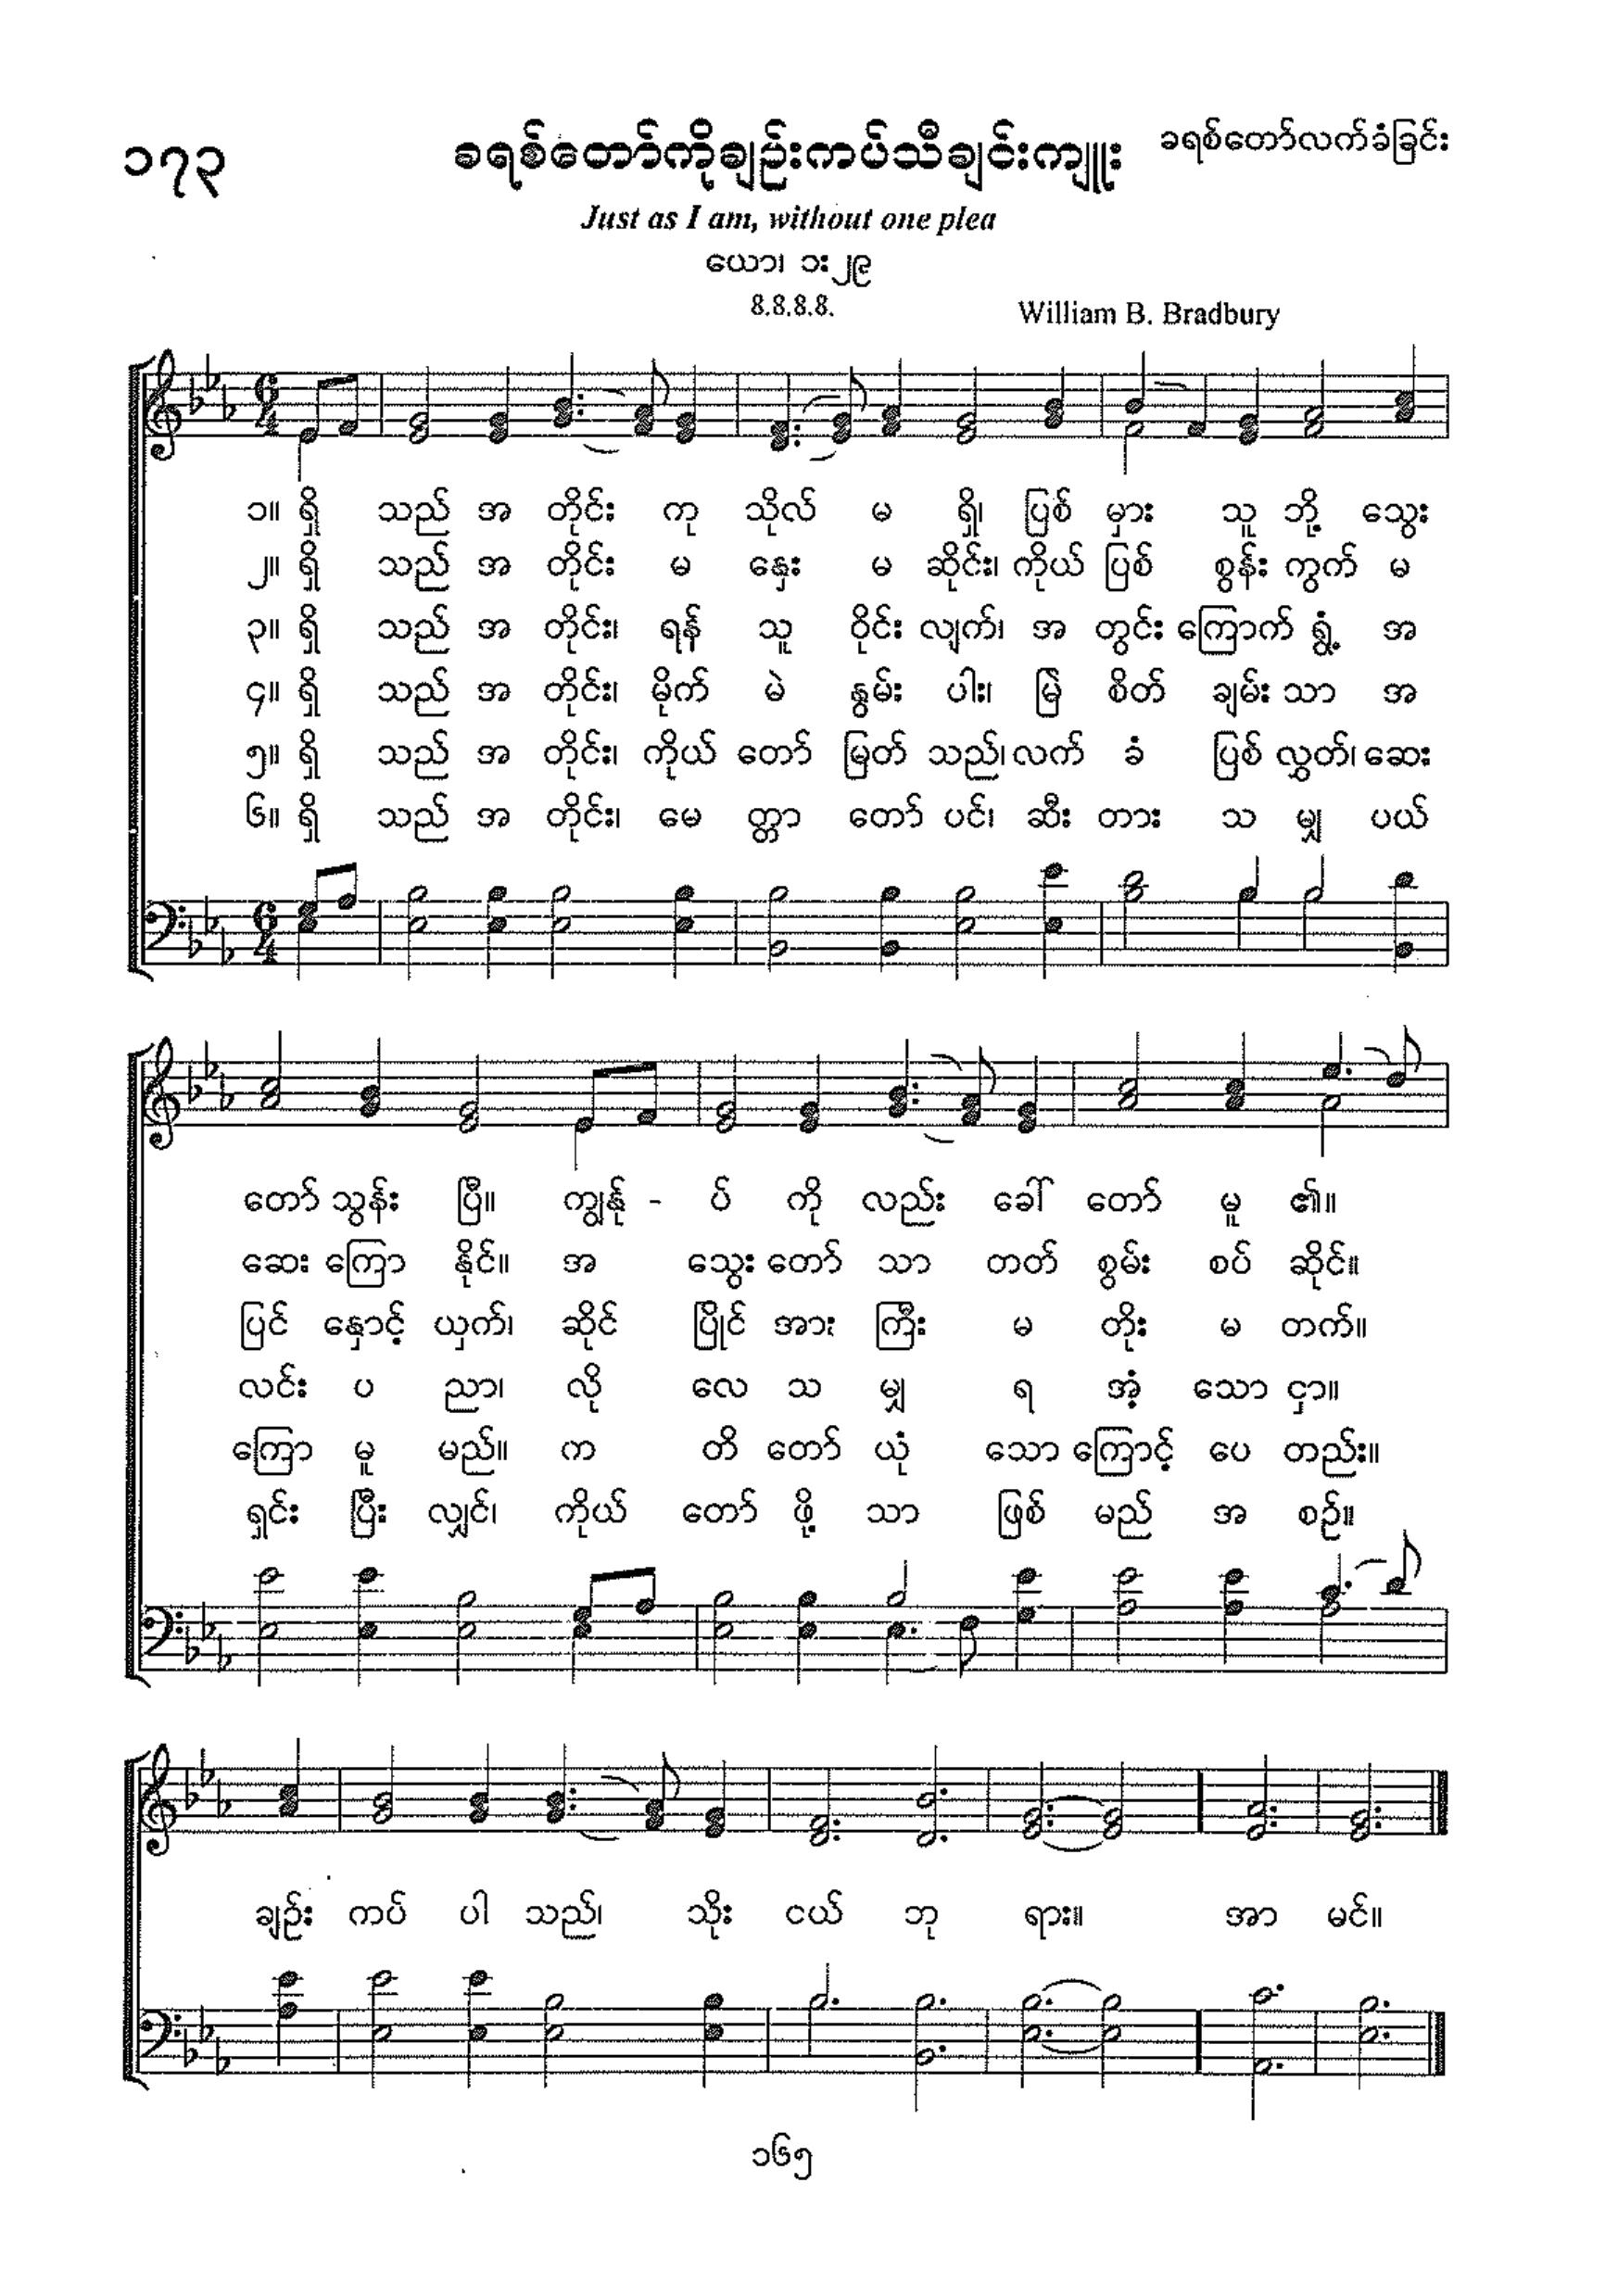 ၁၇၃
ခရစ်တော်ကိုချဉ်းကပ်သီချင်းကျူး
ခရစ်တော်လက်ခံခြင်း
Just as I am, without one plea
ယော၊ ၁း၂၉
8.8.8.8.
William B. Bradbury
၁။ ရှိ သည် အ တိုင်း ကု သိုလ် မ ရှိ၊ ပြစ် မှား သူ ဘို့ သွေး
၂။ ရှိ သည် အ တိုင်း မ နှေး မ ဆိုင်း၊ ကိုယ် ပြစ် စွန်း ကွက် မ
၃။ ရှိ သည် အ တိုင်း၊ ရန် သူ ဝိုင်း လျက်၊ အ တွင်း ကြောက် ရွံ့ အ
၄။ ရှိ သည် အ တိုင်း၊ မိုက် မဲ နွမ်း ပါး၊ မြဲ စိတ် ချမ်း သာ အ
၅။ ရှိ သည် အ တိုင်း၊ ကိုယ် တော် မြတ် သည်၊ လက် ခံ ပြစ် လွှတ်၊ ဆေး
၆။ ရှိ သည် အ တိုင်း၊ မေ တ္တာ တော် ပင်၊ ဆီး တား သ မျှ ပယ်
တော် သွန်း ပြီ။ ကျွန်ု - ပ် ကို လည်း ခေါ် တော် မူ ၏။
ဆေး ကြော နိုင်။ အ သွေး တော် သာ တတ် စွမ်း စပ် ဆိုင်။
ပြင် နှောင့် ယှက်၊ ဆိုင် ပြိုင် အား ကြီး မ တိုး မ တက်။
လင်း ပ ညာ၊ လို လေ သ မျှ ရ အံ့ သော ငှာ။
ကြော မူ မည်။ က တိ တော် ယုံ သော ကြောင့် ပေ တည်း။
ရှင်း ပြီး လျှင်၊ ကိုယ် တော် ဖို့ သာ ဖြစ် မည် အ စဉ်။
ချဉ်း ကပ် ပါ သည်၊ သိုး ငယ် ဘု ရား။ အာ မင်။
၁၆၅